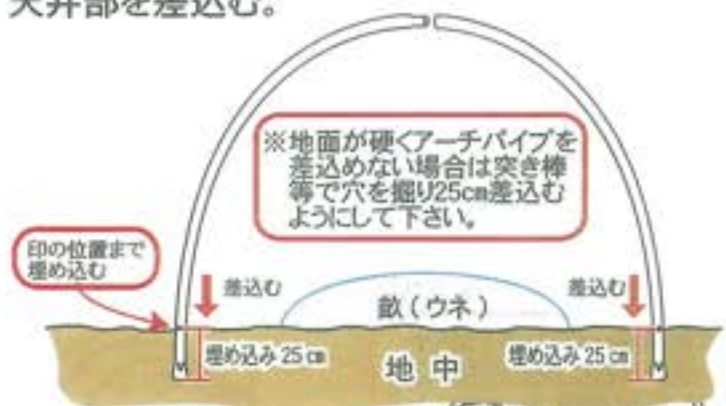 天井部を差込む。
※地面が硬くアーチパイプを
差込めない場合は突き棒
等で穴を掘り25cm差込む
ようにして下さい。
印の位置まで
埋め込む
差込む
差込む
畝(ウネ)
埋め込み25cm
地中
埋め込み25cm